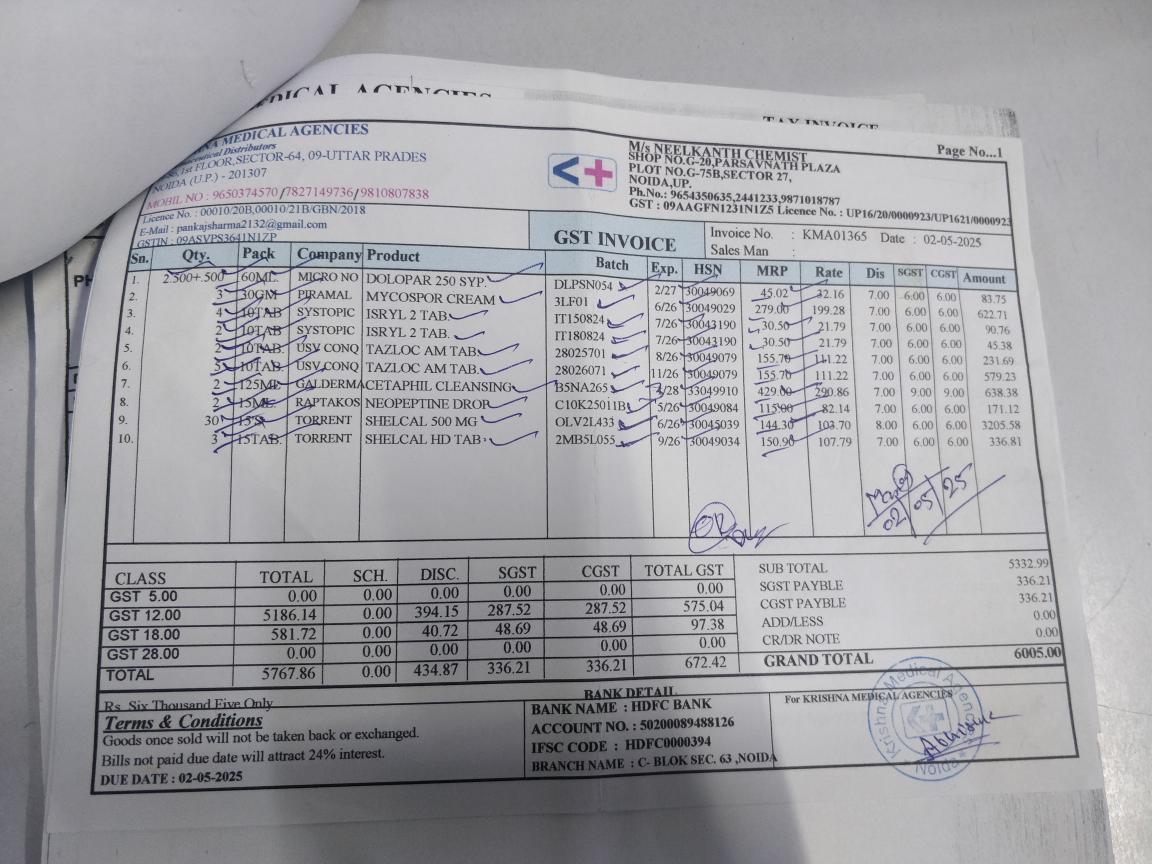 DICAL AGENCIES
TAX INVOICE
NA MEDICAL AGENCIES
Distributors
1st FLOOR,SECTOR-64, 09-UTTAR PRADES
NOIDA (U.P.) - 201307
MOBIL NO : 9650374570/7827149736/9810807838
Licence No. : 00010/20B,00010/21B/GBN/2018
E-Mail : pankajsharma2132@gmail.com
GSTIN : 09ASVPS3641N1ZP
M/s NEELKANTH CHEMIST
SHOP NO.G-20,PARSAVNATH PLAZA
PLOT NO.G-75B,SECTOR 27,
NOIDA,UP.
Ph.No.: 9654350635,2441233,9871018787
GST : 09AAGFN1231N1Z5 Licence No. : UP16/20/0000923/UP1621/0000923
Page No...1
GST INVOICE
Invoice No. : KMA01365 Date : 02-05-2025
Sales Man :
Sn. Qty. Pack Company Product Batch Exp. HSN MRP Rate Dis SGST CGST Amount
1. 2.500+.500 60ML. MICRO NO DOLOPAR 250 SYP. DLPSN054 2/27 30049069 45.02 32.16 7.00 6.00 6.00 83.75
2. 3 30GM PIRAMAL MYCOSPOR CREAM 3LF01 6/26 30049029 279.00 199.28 7.00 6.00 6.00 622.71
3. 4 10TAB SYSTOPIC ISRYL 2 TAB. IT150824 7/26 30043190 30.50 21.79 7.00 6.00 6.00 90.76
4. 2 10TAB SYSTOPIC ISRYL 2 TAB. IT180824 7/26 30043190 30.50 21.79 7.00 6.00 6.00 45.38
5. 2 10TAB. USV CONQ TAZLOC AM TAB. 28025701 8/26 30049079 155.70 111.22 7.00 6.00 6.00 231.69
6. 5 10TAB. USV CONQ TAZLOC AM TAB. 28026071 11/26 30049079 155.70 111.22 7.00 6.00 6.00 579.23
7. 2 125ML GALDERMA CETAPHIL CLEANSING B5NA265 3/28 33049910 429.00 290.86 7.00 9.00 9.00 638.38
8. 2 15ML. RAPTAKOS NEOPEPTINE DROP C10K25011B 5/26 30049084 115.00 82.14 7.00 6.00 6.00 171.12
9. 30 15'S TORRENT SHELCAL 500 MG OLV2L433 6/26 30045039 144.30 103.70 8.00 6.00 6.00 3205.58
10. 3 15TAB. TORRENT SHELCAL HD TAB 2MB5L055 9/26 30049034 150.90 107.79 7.00 6.00 6.00 336.81
OK
02/05/25
CLASS TOTAL SCH. DISC. SGST CGST TOTAL GST
GST 5.00 0.00 0.00 0.00 0.00 0.00 0.00
GST 12.00 5186.14 0.00 394.15 287.52 287.52 575.04
GST 18.00 581.72 0.00 40.72 48.69 48.69 97.38
GST 28.00 0.00 0.00 0.00 0.00 0.00 0.00
TOTAL 5767.86 0.00 434.87 336.21 336.21 672.42
SUB TOTAL 5332.99
SGST PAYBLE 336.21
CGST PAYBLE 336.21
ADD/LESS 0.00
CR/DR NOTE 0.00
GRAND TOTAL 6005.00
Rs. Six Thousand Five Only
Terms & Conditions
Goods once sold will not be taken back or exchanged.
Bills not paid due date will attract 24% interest.
DUE DATE : 02-05-2025
BANK DETAIL
BANK NAME : HDFC BANK
ACCOUNT NO. : 50200089488126
IFSC CODE : HDFC0000394
BRANCH NAME : C- BLOK SEC. 63 ,NOIDA
For KRISHNA MEDICAL AGENCIES
Krishna Medical Agencies
NOIDA